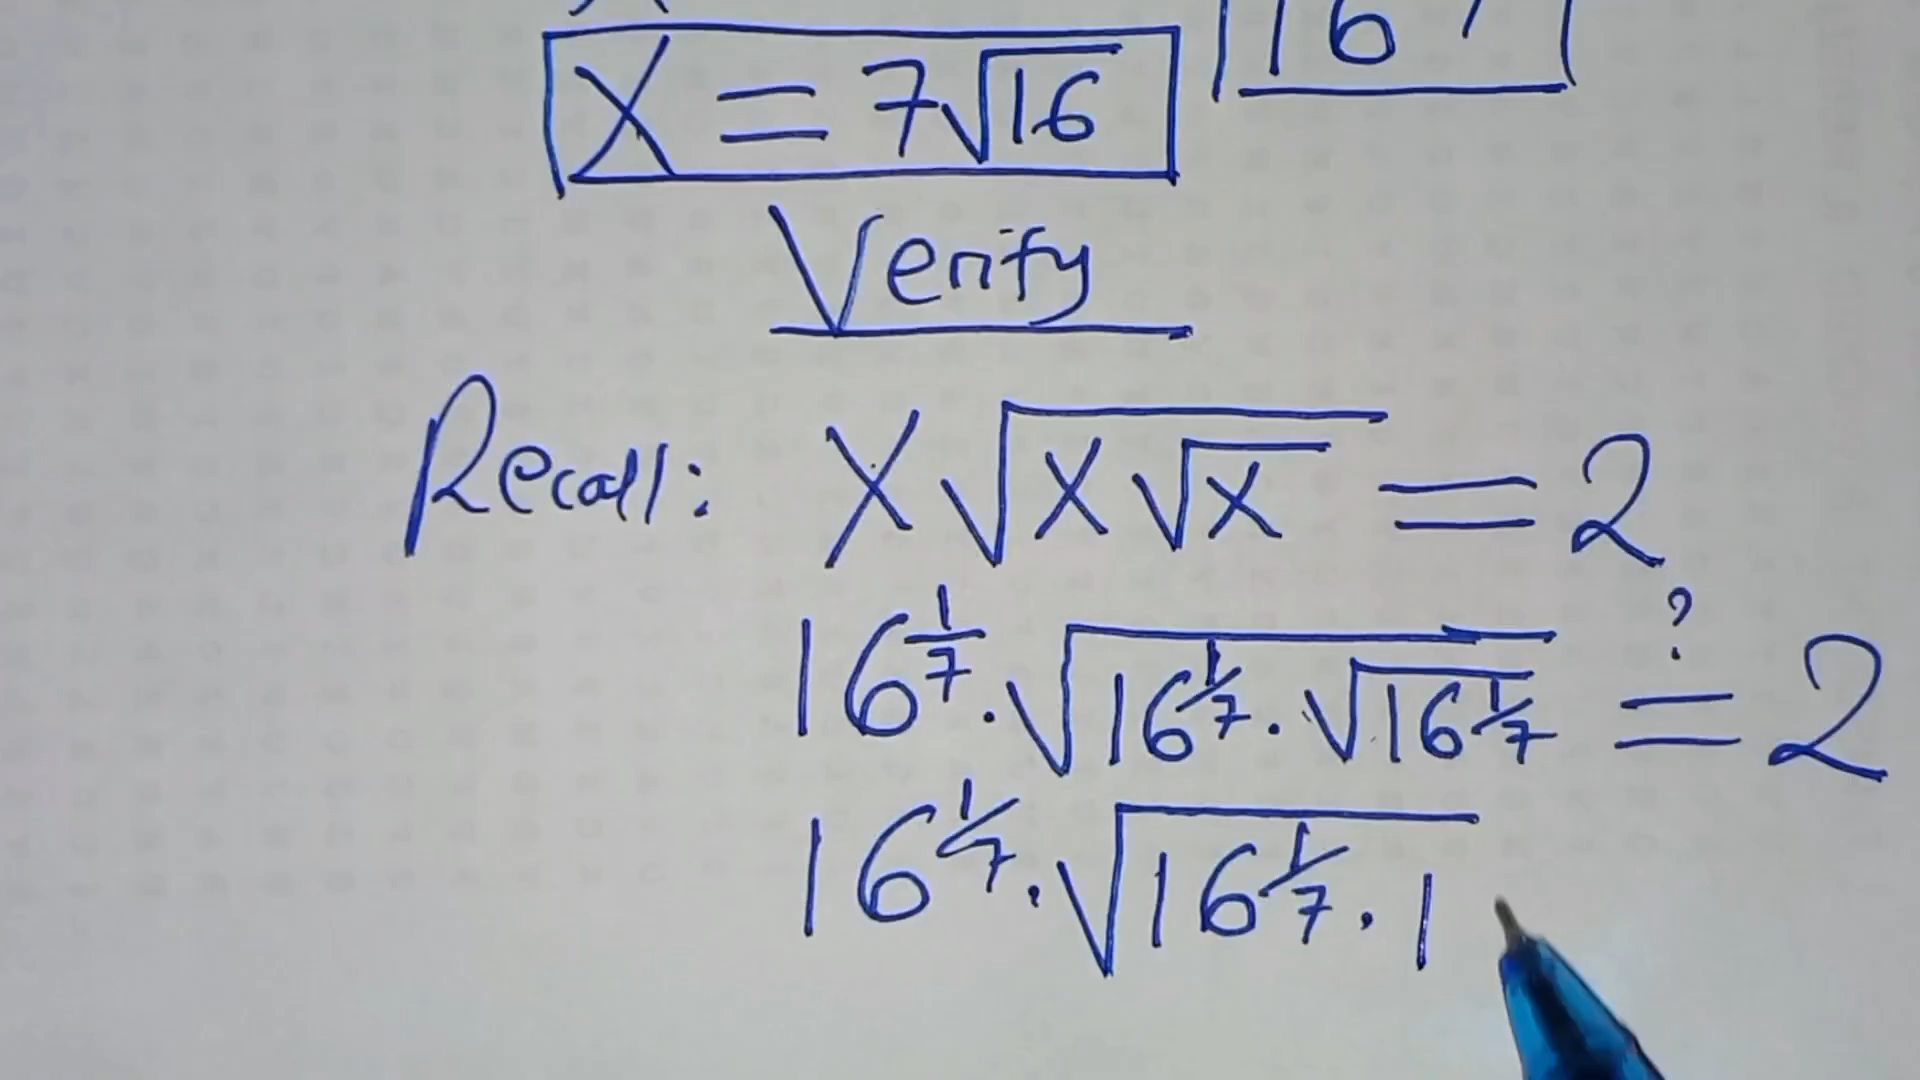 X = 7√16
16 7
Verify
Recall: X√(X√X) = 2
16^(1/7) · √(16^(1/7) · √(16^(1/7))) ?= 2
16^(1/7) · √(16^(1/7) · 1